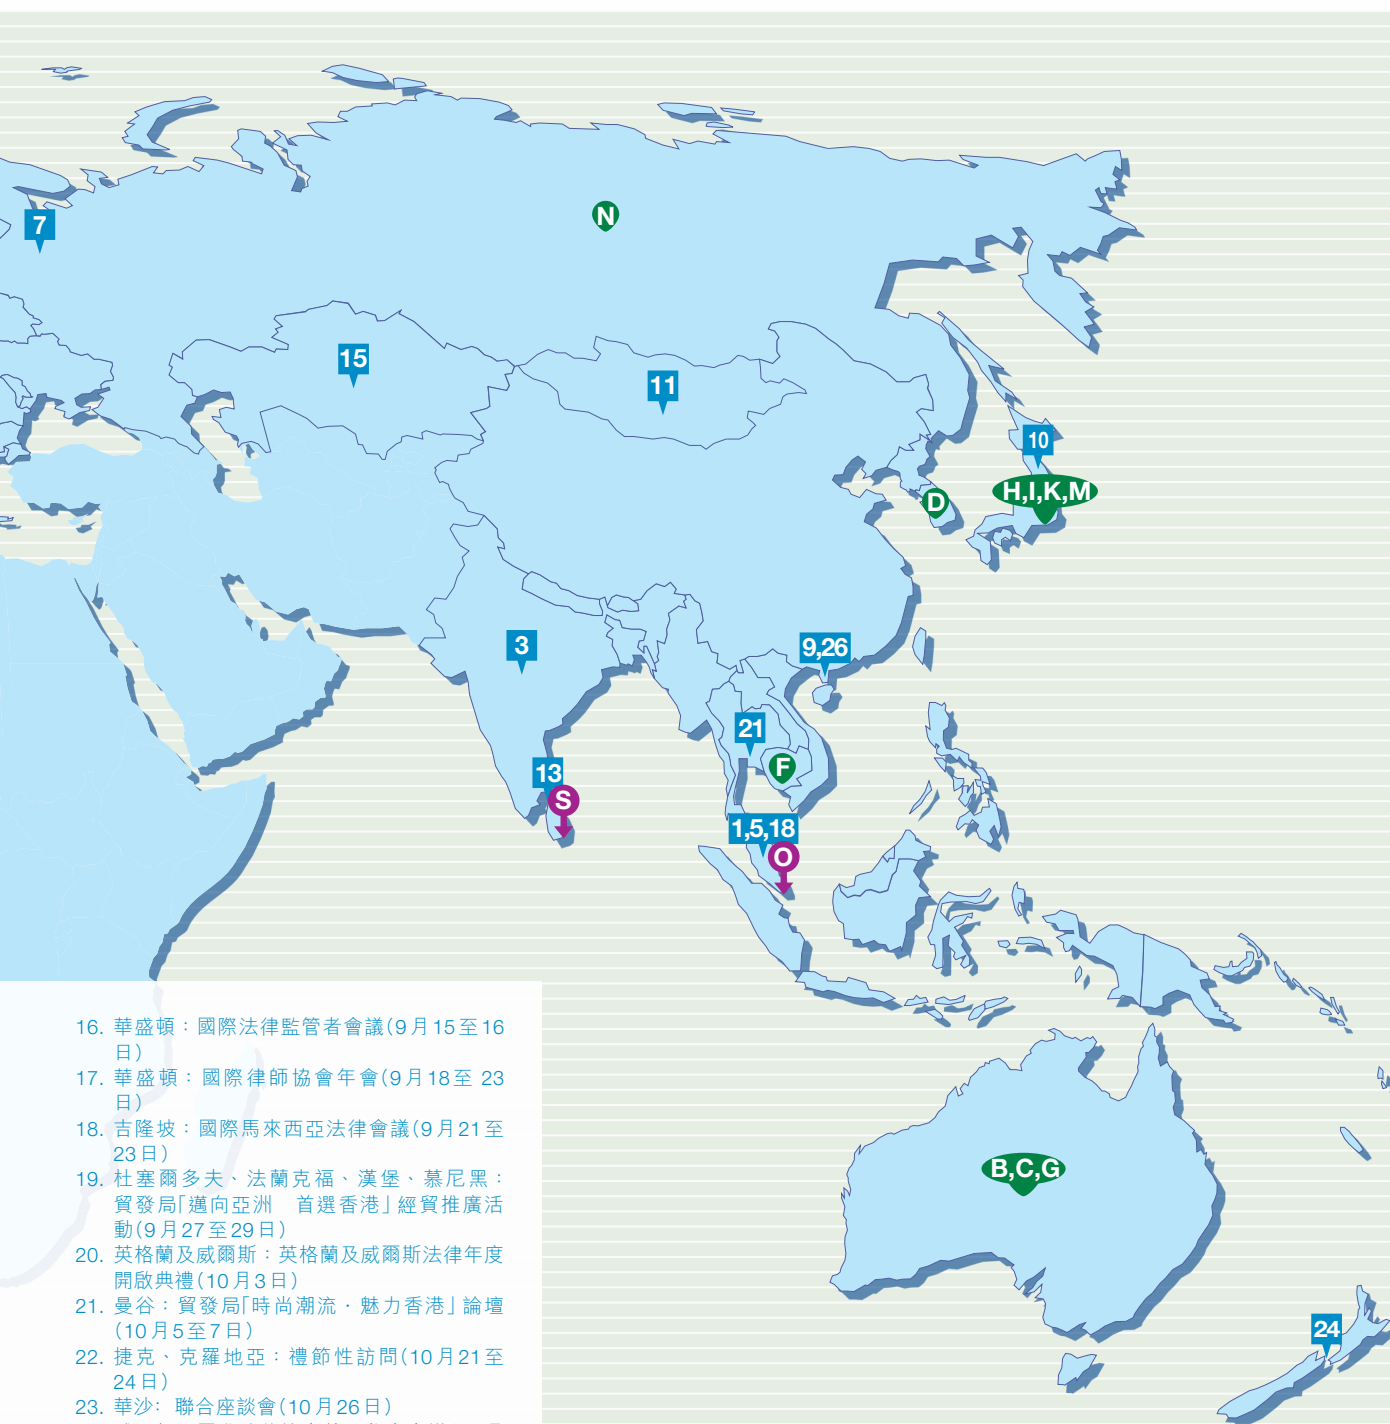 N
7
15
11
10
H,I,K,M
D
3
9,26
21
F
13
S
1,5,18
O
B,C,G
24
16. 華盛頓：國際法律監管者會議(9月15至16
日)
17. 華盛頓：國際律師協會年會(9月18至 23
日)
18. 吉隆坡：國際馬來西亞法律會議(9月21至
23日)
19. 杜塞爾多夫、法蘭克福、漢堡、慕尼黑：
貿發局「邁向亞洲　首選香港」經貿推廣活
動(9月27至29日)
20. 英格蘭及威爾斯：英格蘭及威爾斯法律年度
開啟典禮(10月3日)
21. 曼谷：貿發局「時尚潮流．魅力香港」論壇
(10月5至7日)
22. 捷克、克羅地亞：禮節性訪問(10月21至
24日)
23. 華沙：聯合座談會(10月26日)